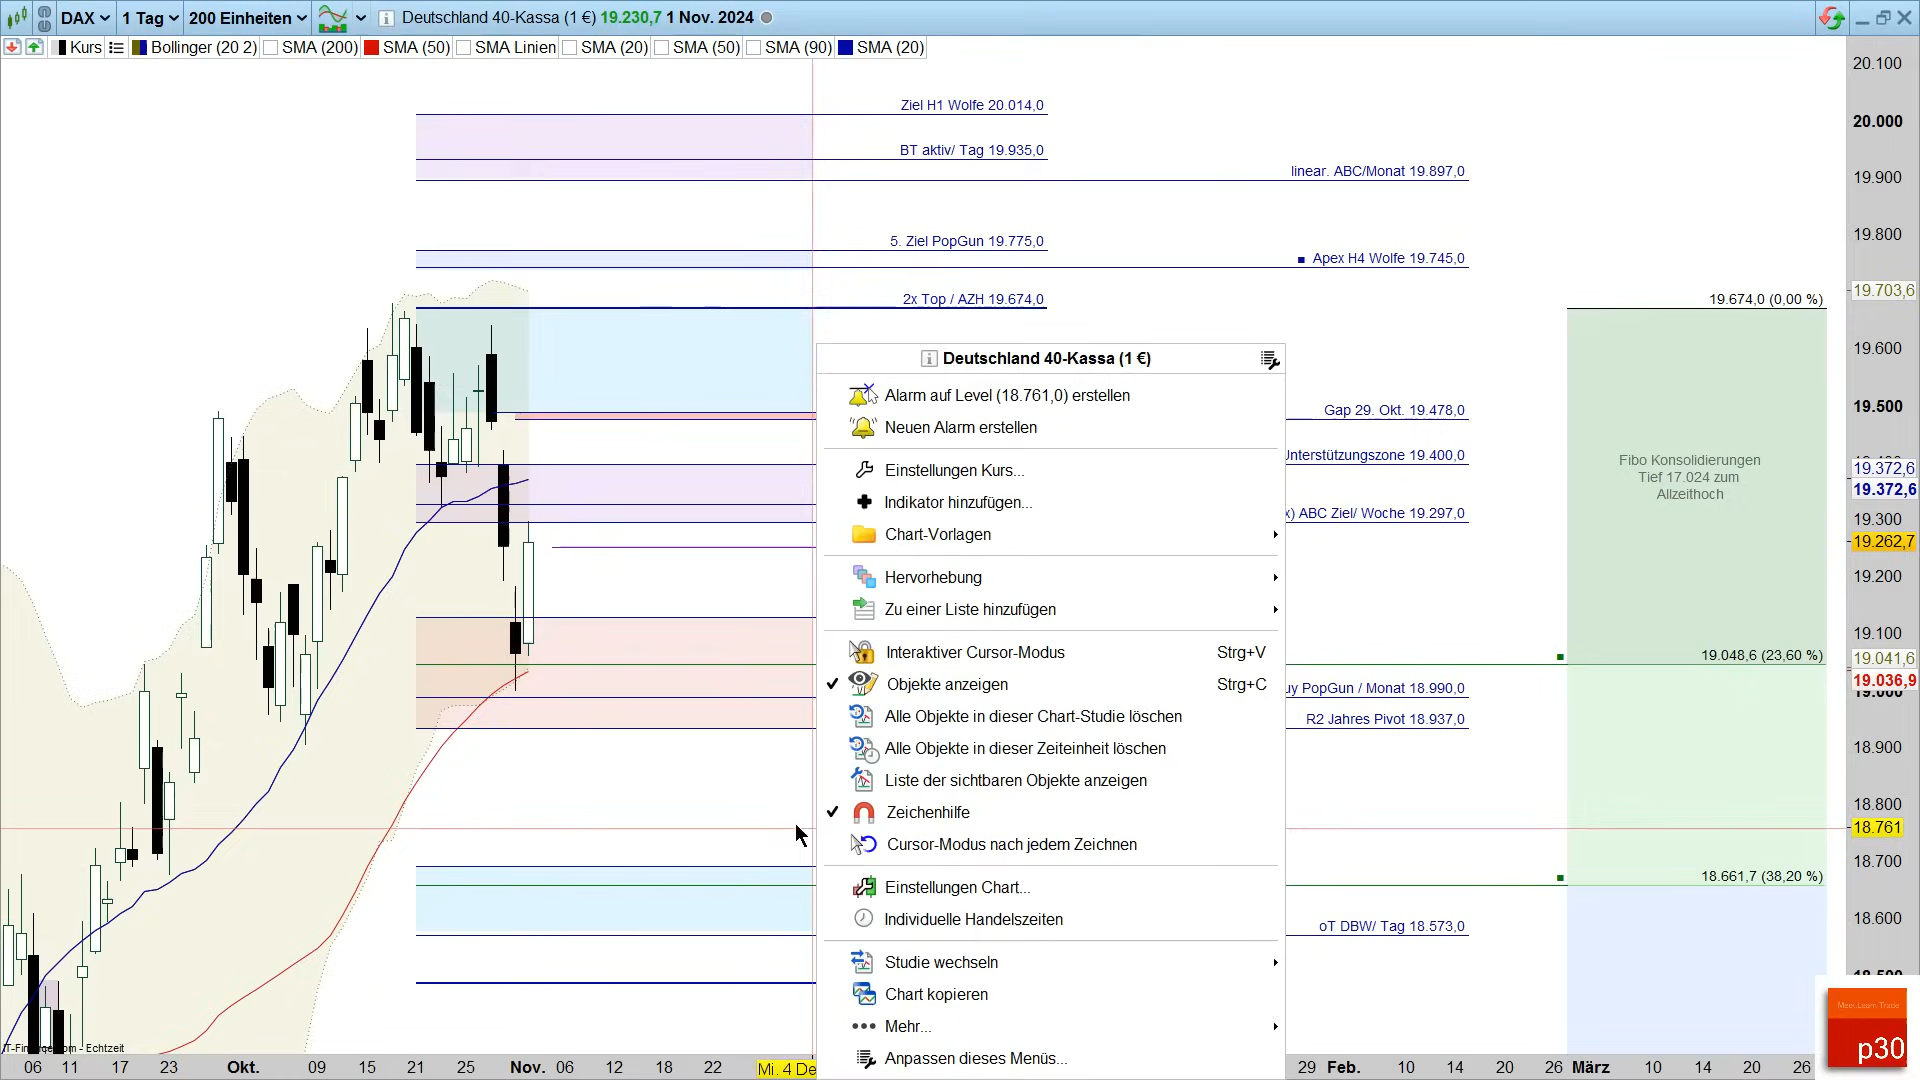 DAX
1 Tag
200 Einheiten
Deutschland 40-Kassa (1 €) 19.230,7 1 Nov. 2024
Kurs
Bollinger (20 2)
SMA (200)
SMA (50)
SMA Linien
SMA (20)
SMA (50)
SMA (90)
SMA (20)
Ziel H1 Wolfe 20.014,0
BT aktiv/ Tag 19.935,0
linear. ABC/Monat 19.897,0
5. Ziel PopGun 19.775,0
Apex H4 Wolfe 19.745,0
2x Top / AZH 19.674,0
19.674,0 (0,00 %)
Deutschland 40-Kassa (1 €)
Alarm auf Level (18.761,0) erstellen
Neuen Alarm erstellen
Einstellungen Kurs...
Indikator hinzufügen...
Chart-Vorlagen
Hervorhebung
Zu einer Liste hinzufügen
Interaktiver Cursor-Modus Strg+V
Objekte anzeigen Strg+C
Alle Objekte in dieser Chart-Studie löschen
Alle Objekte in dieser Zeiteinheit löschen
Liste der sichtbaren Objekte anzeigen
Zeichenhilfe
Cursor-Modus nach jedem Zeichnen
Einstellungen Chart...
Individuelle Handelszeiten
Studie wechseln
Chart kopieren
Mehr...
Anpassen dieses Menüs...
Gap 29. Okt. 19.478,0
Unterstützungszone 19.400,0
x) ABC Ziel/ Woche 19.297,0
uy PopGun / Monat 18.990,0
R2 Jahres Pivot 18.937,0
oT DBW/ Tag 18.573,0
Fibo Konsolidierungen
Tief 17.024 zum
Allzeithoch
19.048,6 (23,60 %)
18.661,7 (38,20 %)
20.100
20.000
19.900
19.800
19.703,6
19.600
19.500
19.372,6
19.372,6
19.300
19.262,7
19.200
19.100
19.041,6
19.036,9
19.000
18.900
18.800
18.761
18.700
18.600
- Echtzeit
06 11 17 23 Okt. 09 15 21 25 Nov. 06 12 18 22 Mi. 4 De 29 Feb. 10 14 20 26 März 10 14 20 26
Meet.Learn.Trade
p30